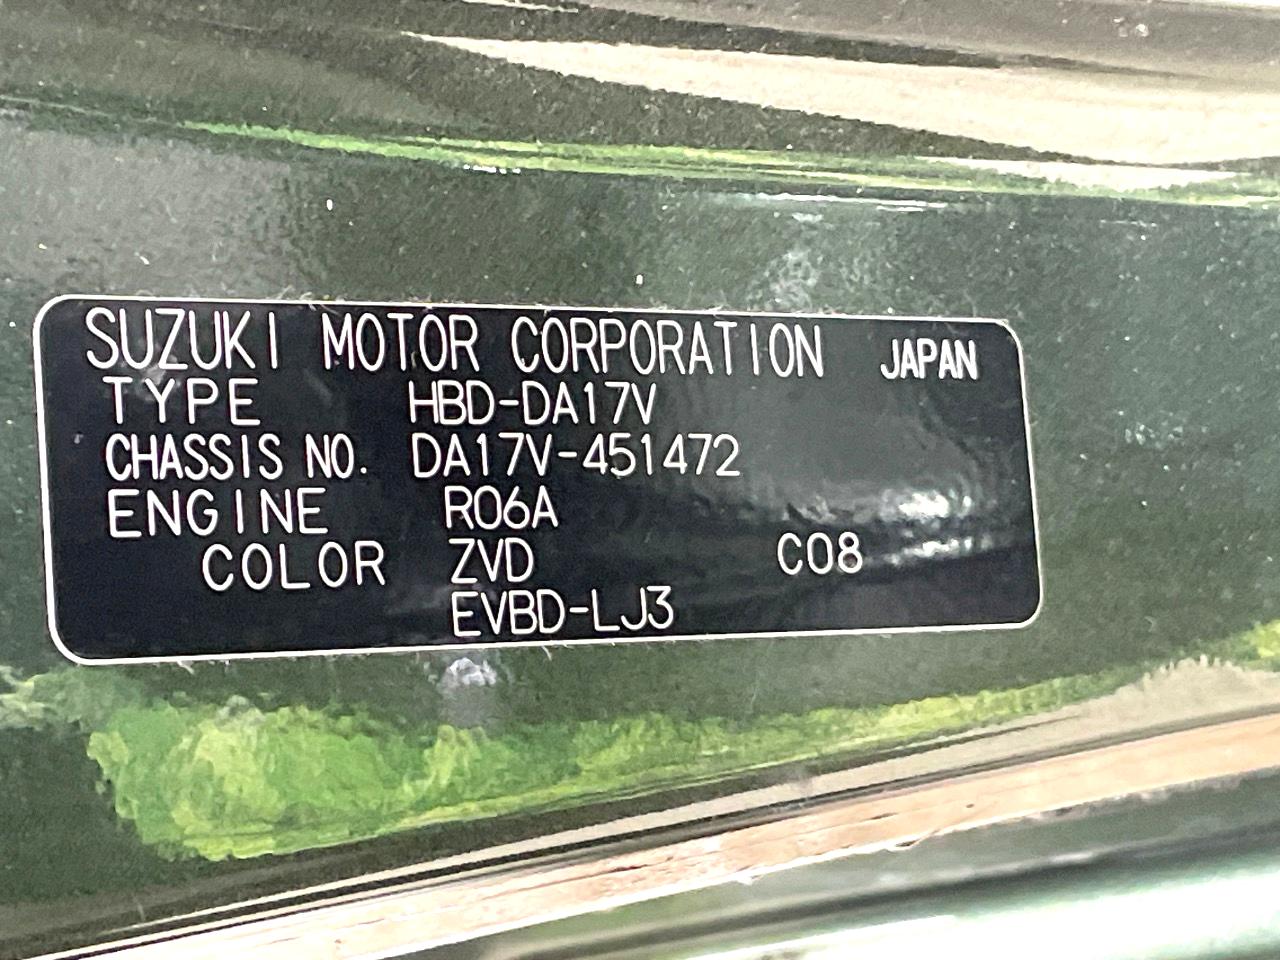 SUZUKI MOTOR CORPORATION JAPAN
TYPE HBD-DA17V
CHASSIS NO. DA17V-451472
ENGINE R06A
COLOR ZVD C08
EVBD-LJ3